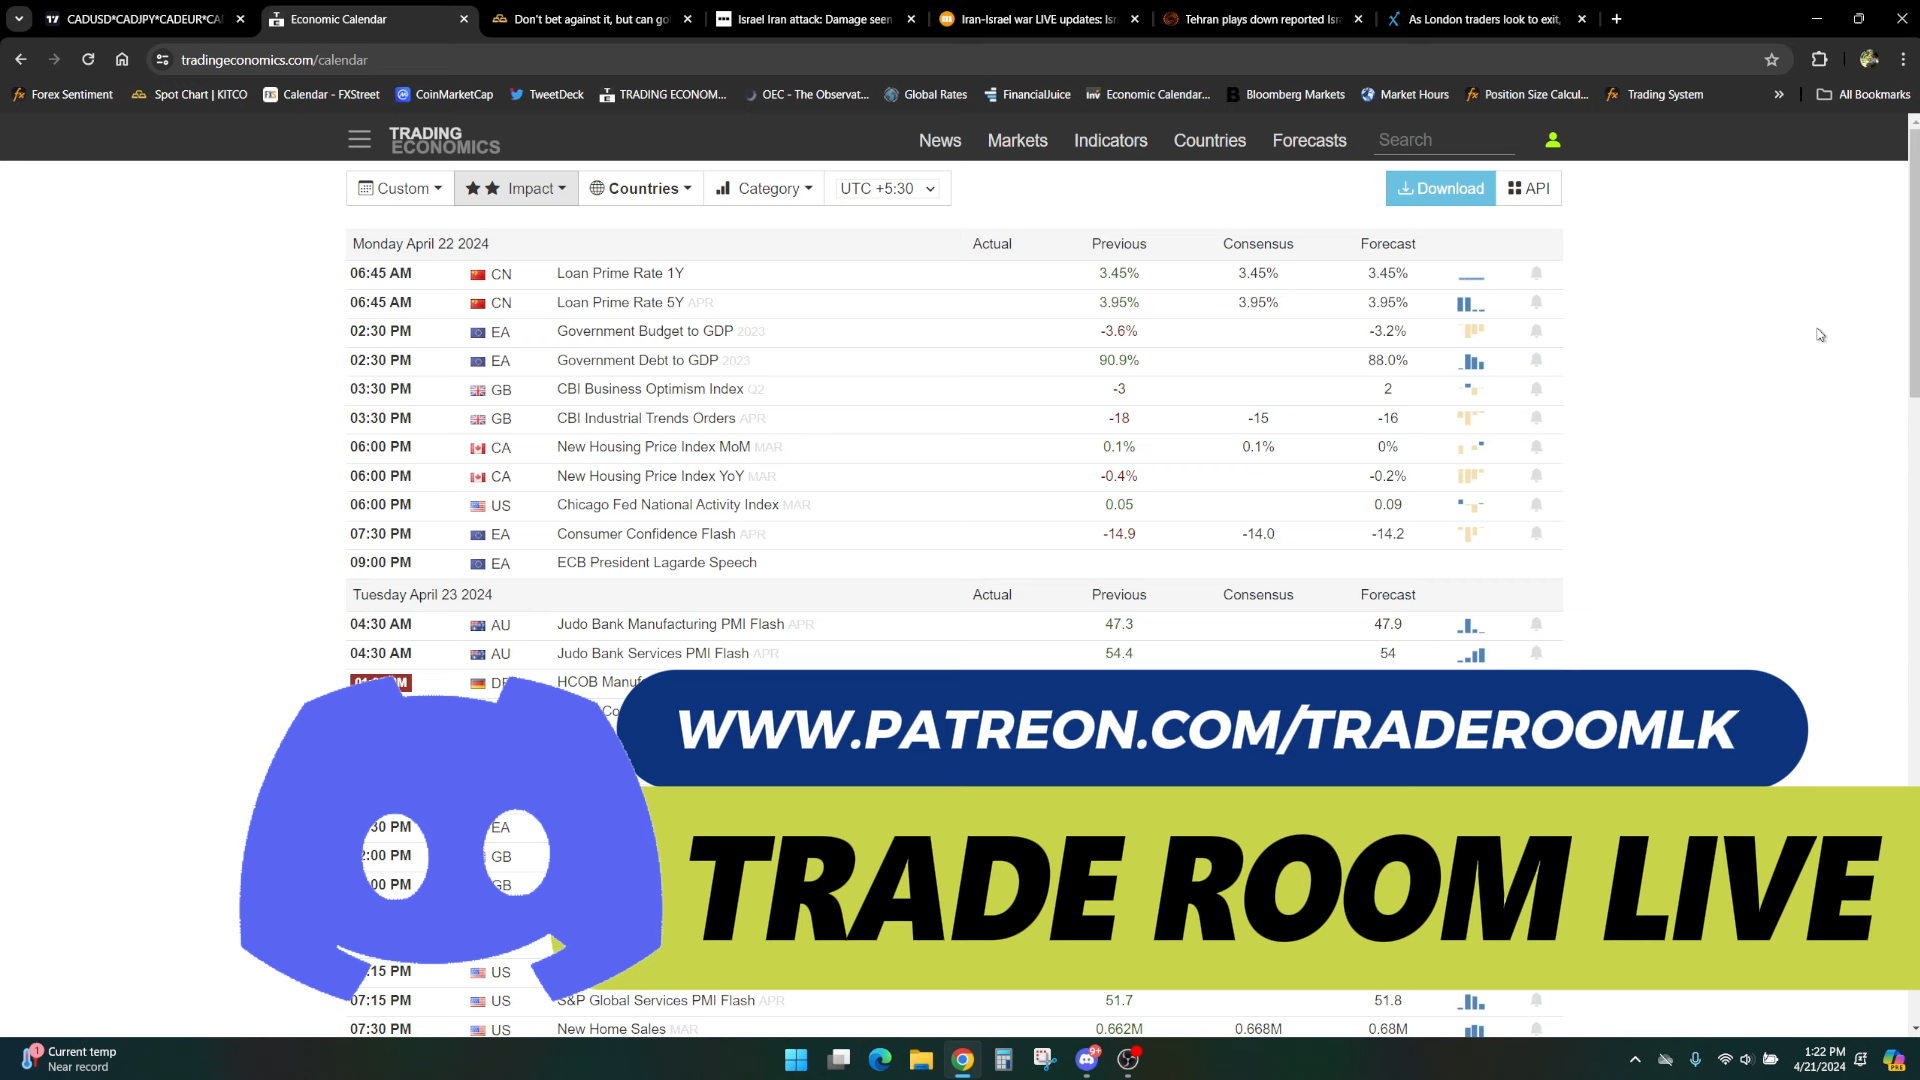 CADUSD*CADJPY*CADEUR*CA
Economic Calendar
Don't bet against it, but can go
Israel Iran attack: Damage seen
Iran-Israel war LIVE updates: Is
Tehran plays down reported Isr
As London traders look to exit,
tradingeconomics.com/calendar
Forex Sentiment
Spot Chart | KITCO
Calendar - FXStreet
CoinMarketCap
TweetDeck
TRADING ECONOM...
OEC - The Observat...
Global Rates
FinancialJuice
Economic Calendar...
Bloomberg Markets
Market Hours
Position Size Calcul...
Trading System
All Bookmarks
TRADING
ECONOMICS
News Markets Indicators Countries Forecasts Search
Custom Impact Countries Category UTC +5:30 Download API
Monday April 22 2024 Actual Previous Consensus Forecast
06:45 AM CN Loan Prime Rate 1Y 3.45% 3.45% 3.45%
06:45 AM CN Loan Prime Rate 5Y APR 3.95% 3.95% 3.95%
02:30 PM EA Government Budget to GDP 2023 -3.6% -3.2%
02:30 PM EA Government Debt to GDP 2023 90.9% 88.0%
03:30 PM GB CBI Business Optimism Index Q2 -3 2
03:30 PM GB CBI Industrial Trends Orders APR -18 -15 -16
06:00 PM CA New Housing Price Index MoM MAR 0.1% 0.1% 0%
06:00 PM CA New Housing Price Index YoY MAR -0.4% -0.2%
06:00 PM US Chicago Fed National Activity Index MAR 0.05 0.09
07:30 PM EA Consumer Confidence Flash APR -14.9 -14.0 -14.2
09:00 PM EA ECB President Lagarde Speech
Tuesday April 23 2024 Actual Previous Consensus Forecast
04:30 AM AU Judo Bank Manufacturing PMI Flash APR 47.3 47.9
04:30 AM AU Judo Bank Services PMI Flash APR 54.4 54
HCOB Manuf
WWW.PATREON.COM/TRADEROOMLK
30 PM EA
:00 PM GB
00 PM GB
TRADE ROOM LIVE
:15 PM US
07:15 PM US S&P Global Services PMI Flash APR 51.7 51.8
07:30 PM US New Home Sales MAR 0.662M 0.668M 0.68M
Current temp
Near record
1:22 PM
4/21/2024